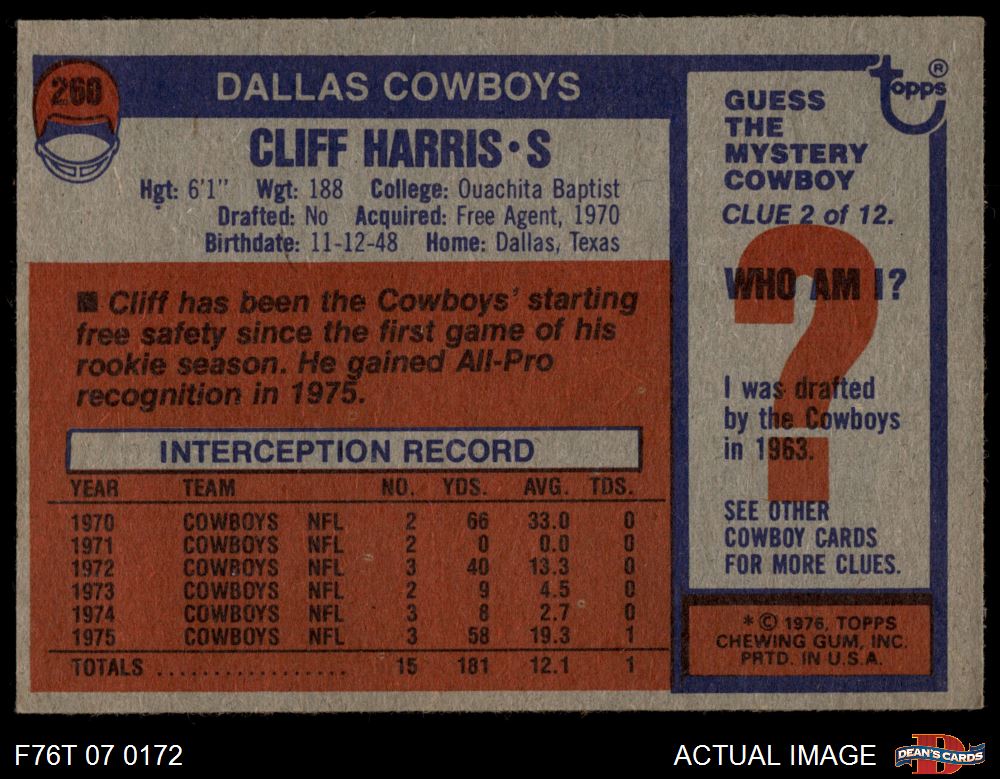 260
DALLAS COWBOYS
CLIFF HARRIS • S
Hgt: 6'1" Wgt: 188 College: Ouachita Baptist
Drafted: No Acquired: Free Agent, 1970
Birthdate: 11-12-48 Home: Dallas, Texas
■ Cliff has been the Cowboys' starting
free safety since the first game of his
rookie season. He gained All-Pro
recognition in 1975.
INTERCEPTION RECORD
YEAR TEAM NO. YDS. AVG. TDS.
1970 COWBOYS NFL 2 66 33.0 0
1971 COWBOYS NFL 2 0 0.0 0
1972 COWBOYS NFL 3 40 13.3 0
1973 COWBOYS NFL 2 9 4.5 0
1974 COWBOYS NFL 3 8 2.7 0
1975 COWBOYS NFL 3 58 19.3 1
TOTALS .................. 15 181 12.1 1
topps ®
GUESS
THE
MYSTERY
COWBOY
CLUE 2 of 12.
?
WHO AM I?
I was drafted
by the Cowboys
in 1963.
SEE OTHER
COWBOY CARDS
FOR MORE CLUES.
* © 1976, TOPPS
CHEWING GUM, INC.
PRTD. IN U.S.A.
F76T 07 0172
ACTUAL IMAGE
D
DEAN'S CARDS